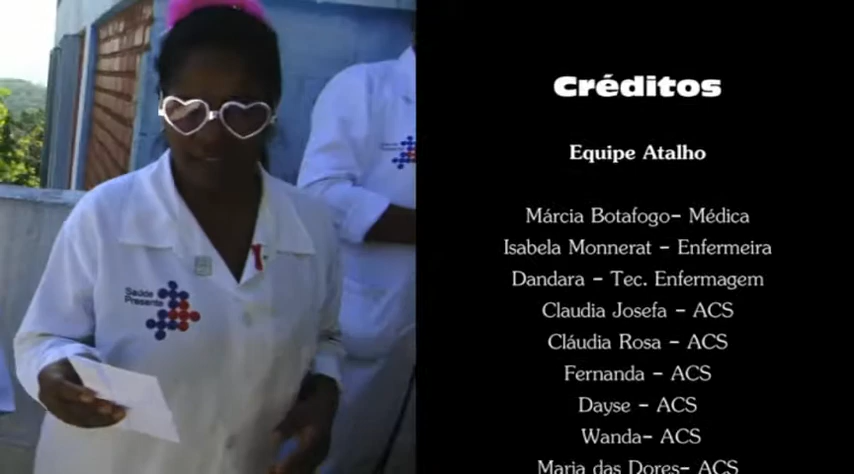 Créditos
Equipe Atalho
Márcia Botafogo- Médica
Isabela Monnerat - Enfermeira
Dandara - Tec. Enfermagem
Claudia Josefa - ACS
Cláudia Rosa - ACS
Fernanda - ACS
Dayse - ACS
Wanda- ACS
Maria das Dores- ACS
Saúde
Presente